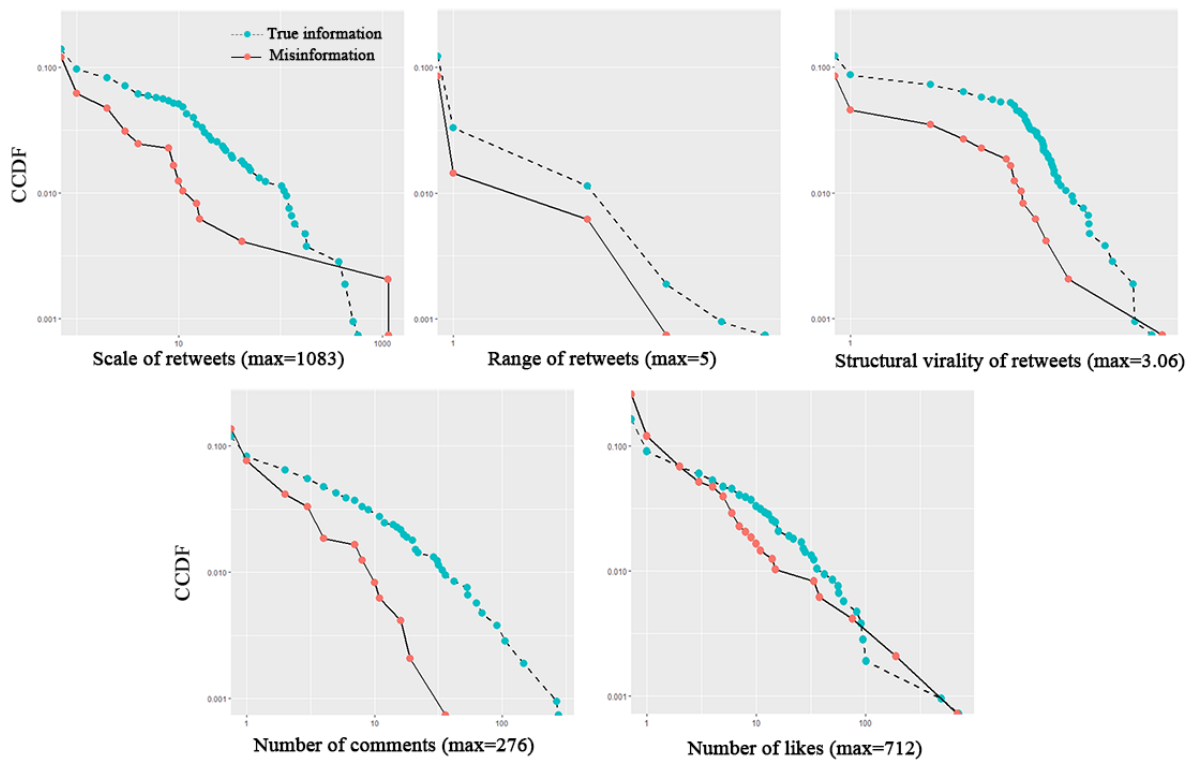 True information
Misinformation
CCDF
0.100
0.010
0.001
10
1000
Scale of retweets (max=1083)
0.100
0.010
0.001
1
Range of retweets (max=5)
0.100
0.010
0.001
1
Structural virality of retweets (max=3.06)
CCDF
0.100
0.010
0.001
1
10
100
Number of comments (max=276)
0.100
0.010
0.001
1
10
100
Number of likes (max=712)